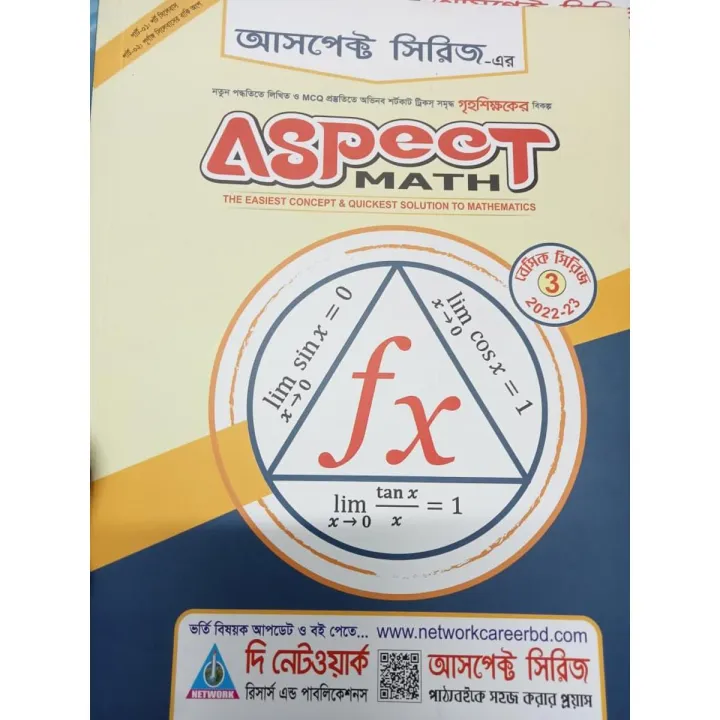 পার্ট-০১: শর্ট সিলেবাস
পার্ট-০২: পূর্ণাঙ্গ সিলেবাসের বাকি অংশ
আসপেক্ট সিরিজ-এর
নতুন পদ্ধতিতে লিখিত ও MCQ প্রস্তুতিতে অভিনব শর্টকাট ট্রিকস্ সমৃদ্ধ গৃহশিক্ষকের বিকল্প
ASPECT
MATH
THE EASIEST CONCEPT & QUICKEST SOLUTION TO MATHEMATICS
বেসিক সিরিজ
3
2022-23
lim x→0 sin x = 0
lim x→0 cos x = 1
fx
lim x→0 tan x / x = 1
ভর্তি বিষয়ক আপডেট ও বই পেতে... www.networkcareerbd.com
NETWORK
দি নেটওয়ার্ক
রিসার্স এন্ড পাবলিকেশনস
আসপেক্ট সিরিজ
পাঠ্যবইকে সহজ করার প্রয়াস